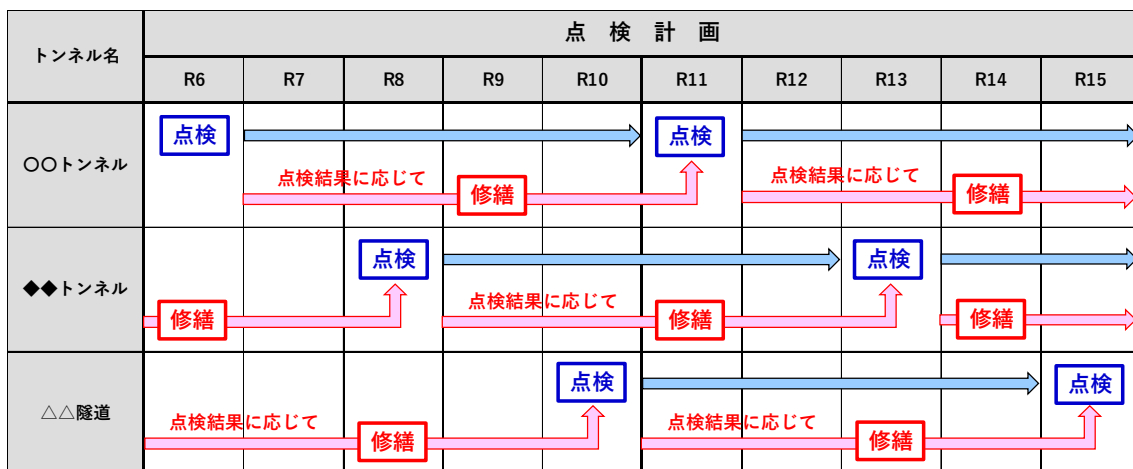 トンネル名
点 検 計 画
R6 R7 R8 R9 R10 R11 R12 R13 R14 R15
〇〇トンネル
点検 点検
点検結果に応じて 修繕 点検結果に応じて 修繕
◆◆トンネル
点検 点検
修繕 点検結果に応じて 修繕 修繕
△△隧道
点検 点検
点検結果に応じて 修繕 点検結果に応じて 修繕